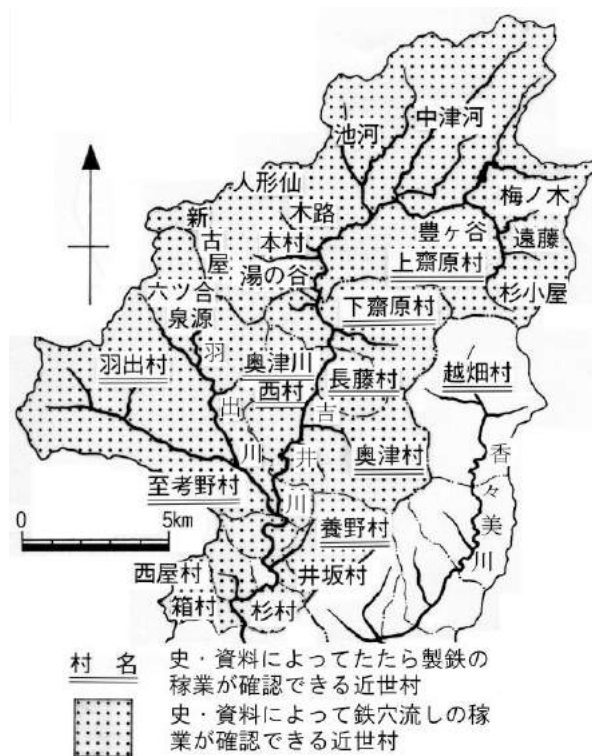 池河
中津河
人形仙
木路
新古屋
本村
湯の谷
梅ノ木
豊ヶ谷
遠藤
上齋原村
杉小屋
六ツ合
泉源
下齋原村
羽出村
羽出川
奥津川
西村
長藤村
越畑村
吉井川
奥津村
香々美川
至考野村
0
5km
養野村
西屋村
井坂村
箱村
杉村
村 名
史・資料によってたたら製鉄の
稼業が確認できる近世村
史・資料によって鉄穴流しの稼
業が確認できる近世村